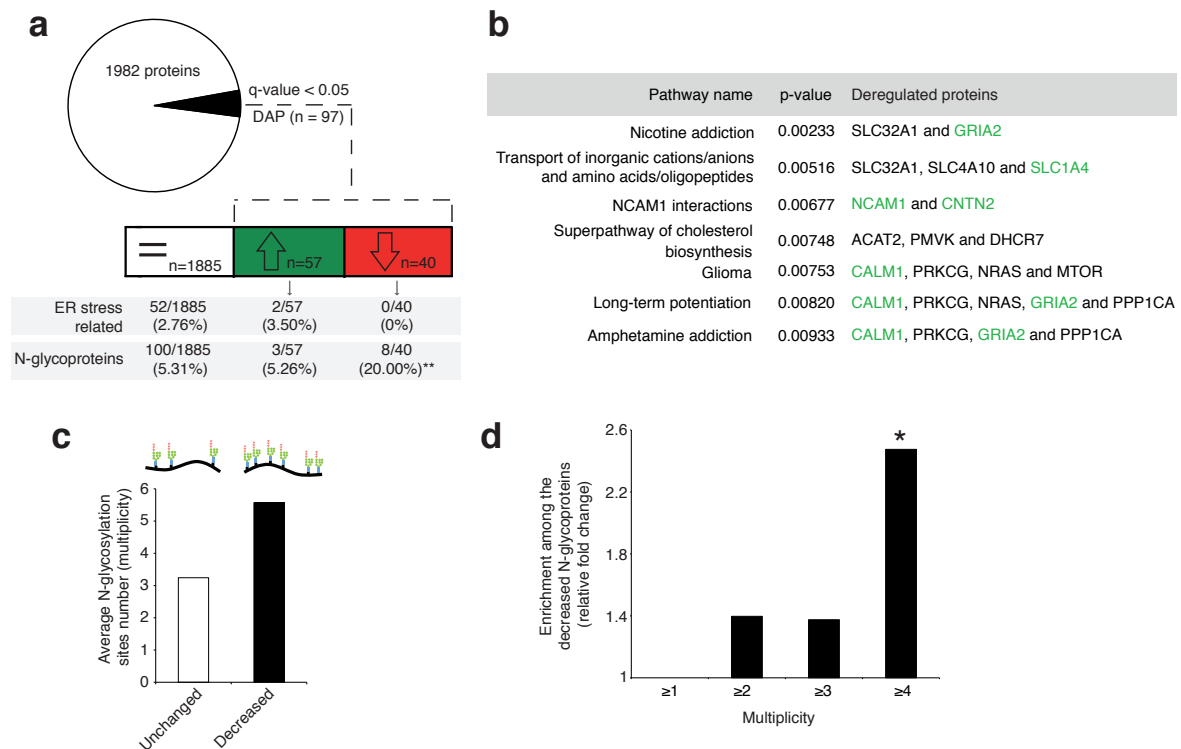 a
1982 proteins
q-value < 0.05
DAP (n = 97)
n=1885
n=57
n=40
ER stress
related
52/1885
(2.76%)
2/57
(3.50%)
0/40
(0%)
N-glycoproteins
100/1885
(5.31%)
3/57
(5.26%)
8/40
(20.00%)**
b
Pathway name p-value Deregulated proteins
Nicotine addiction 0.00233 SLC32A1 and GRIA2
Transport of inorganic cations/anions
and amino acids/oligopeptides
0.00516 SLC32A1, SLC4A10 and SLC1A4
NCAM1 interactions 0.00677 NCAM1 and CNTN2
Superpathway of cholesterol
biosynthesis
0.00748 ACAT2, PMVK and DHCR7
Glioma 0.00753 CALM1, PRKCG, NRAS and MTOR
Long-term potentiation 0.00820 CALM1, PRKCG, NRAS, GRIA2 and PPP1CA
Amphetamine addiction 0.00933 CALM1, PRKCG, GRIA2 and PPP1CA
c
Average N-glycosylation
sites number (multiplicity)
6
5
4
3
2
1
0
Unchanged
Decreased
d
Enrichment among the
decreased N-glycoproteins
(relative fold change)
2.6
2.2
1.8
1.4
1
*
≥1 ≥2 ≥3 ≥4
Multiplicity